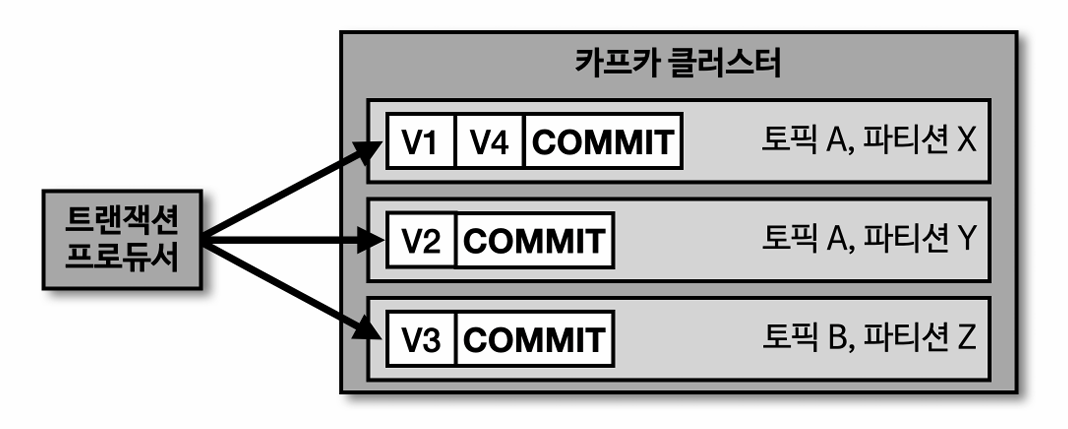 카프카 클러스터
V1 V4 COMMIT 토픽 A, 파티션 X
트랜잭션
프로듀서
V2 COMMIT 토픽 A, 파티션 Y
V3 COMMIT 토픽 B, 파티션 Z